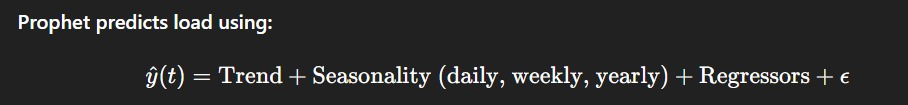 Prophet predicts load using:
ŷ(t) = Trend + Seasonality (daily, weekly, yearly) + Regressors + ϵ